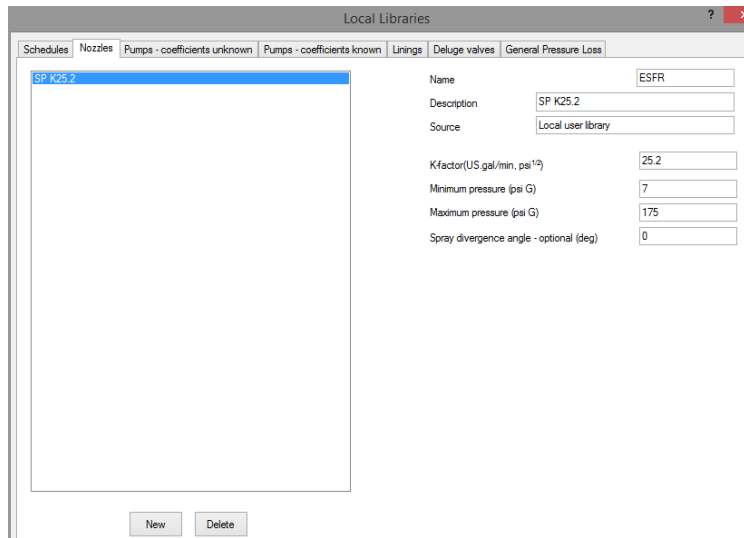 Local Libraries
?
Schedules Nozzles Pumps - coefficients unknown Pumps - coefficients known Linings Deluge valves General Pressure Loss
SP K25.2
Name ESFR
Description SP K25.2
Source Local user library
K-factor(US.gal/min, psi¹/²) 25.2
Minimum pressure (psi G) 7
Maximum pressure (psi G) 175
Spray divergence angle - optional (deg) 0
New Delete